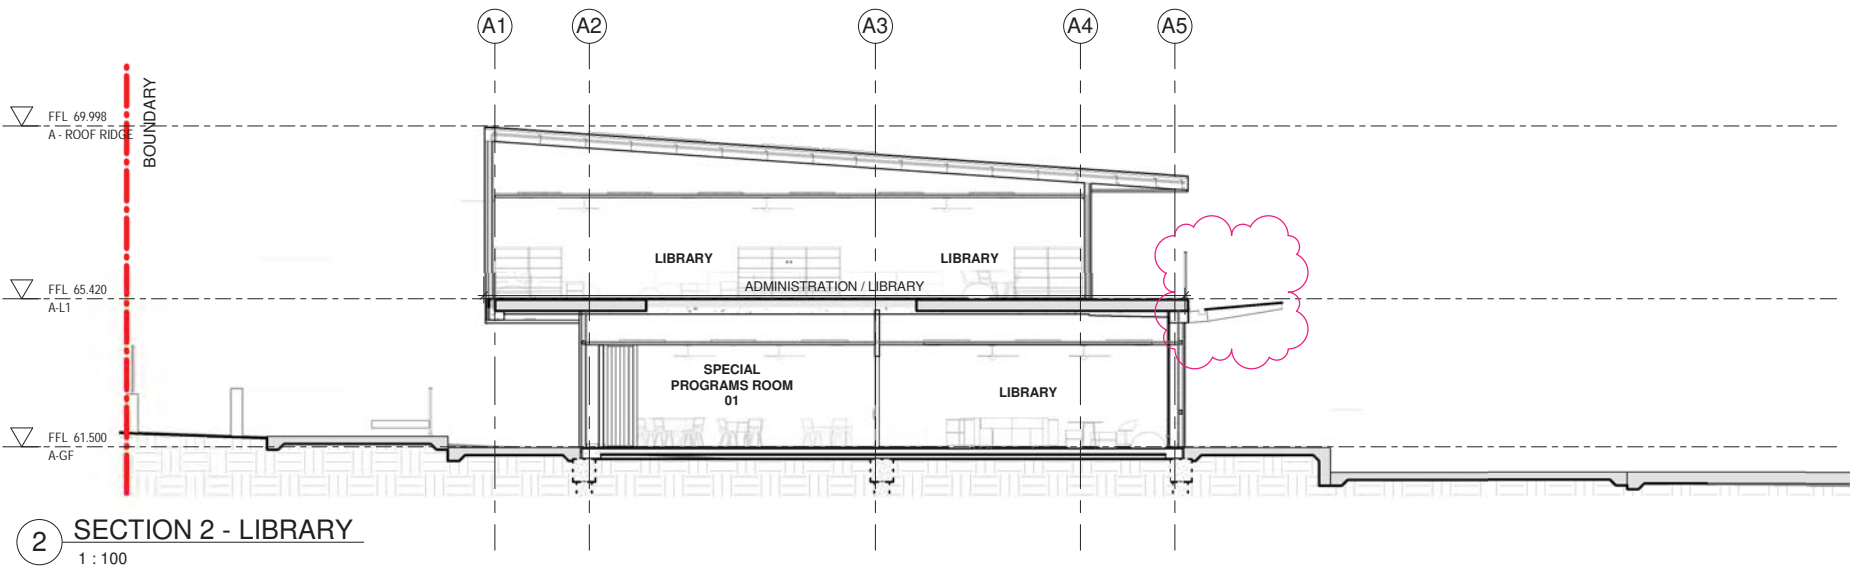 A1 A2 A3 A4 A5
BOUNDARY
FFL 69.998
A - ROOF RIDGE
LIBRARY LIBRARY
ADMINISTRATION / LIBRARY
FFL 65.420
A-L1
SPECIAL
PROGRAMS ROOM
01
LIBRARY
FFL 61.500
A-GF
2 SECTION 2 - LIBRARY
1 : 100